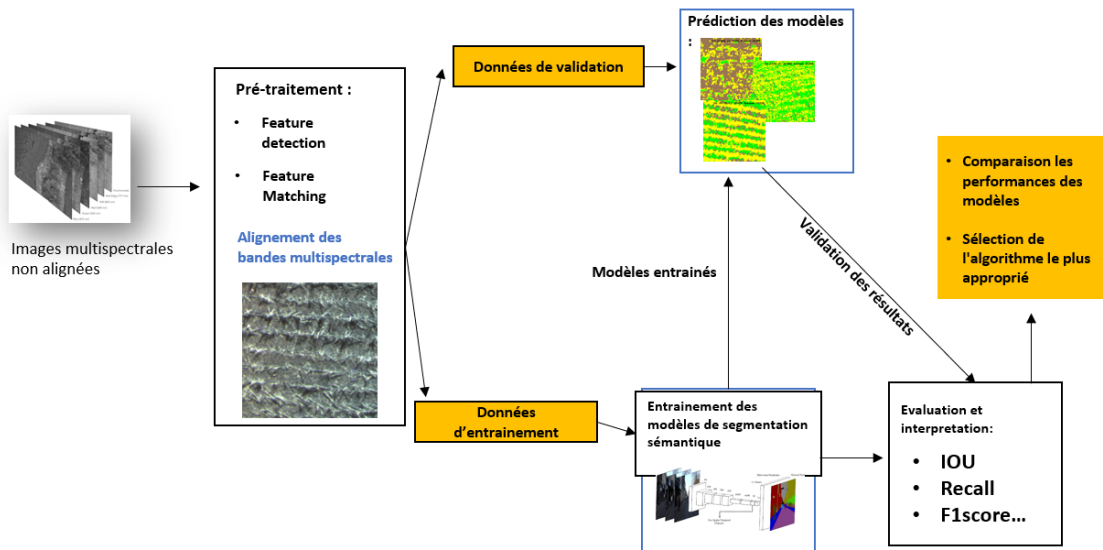 Images multispectrales
non alignées
Pré-traitement :
• Feature
detection
• Feature
Matching
Alignement des
bandes multispectrales
Données de validation
Données
d'entrainement
Prédiction des modèles
:
Modèles entrainés
Entrainement des
modèles de segmentation
sémantique
Validation des résultats
Evaluation et
interpretation:
• IOU
• Recall
• F1score...
• Comparaison les
performances des
modèles
• Sélection de
l'algorithme le plus
approprié